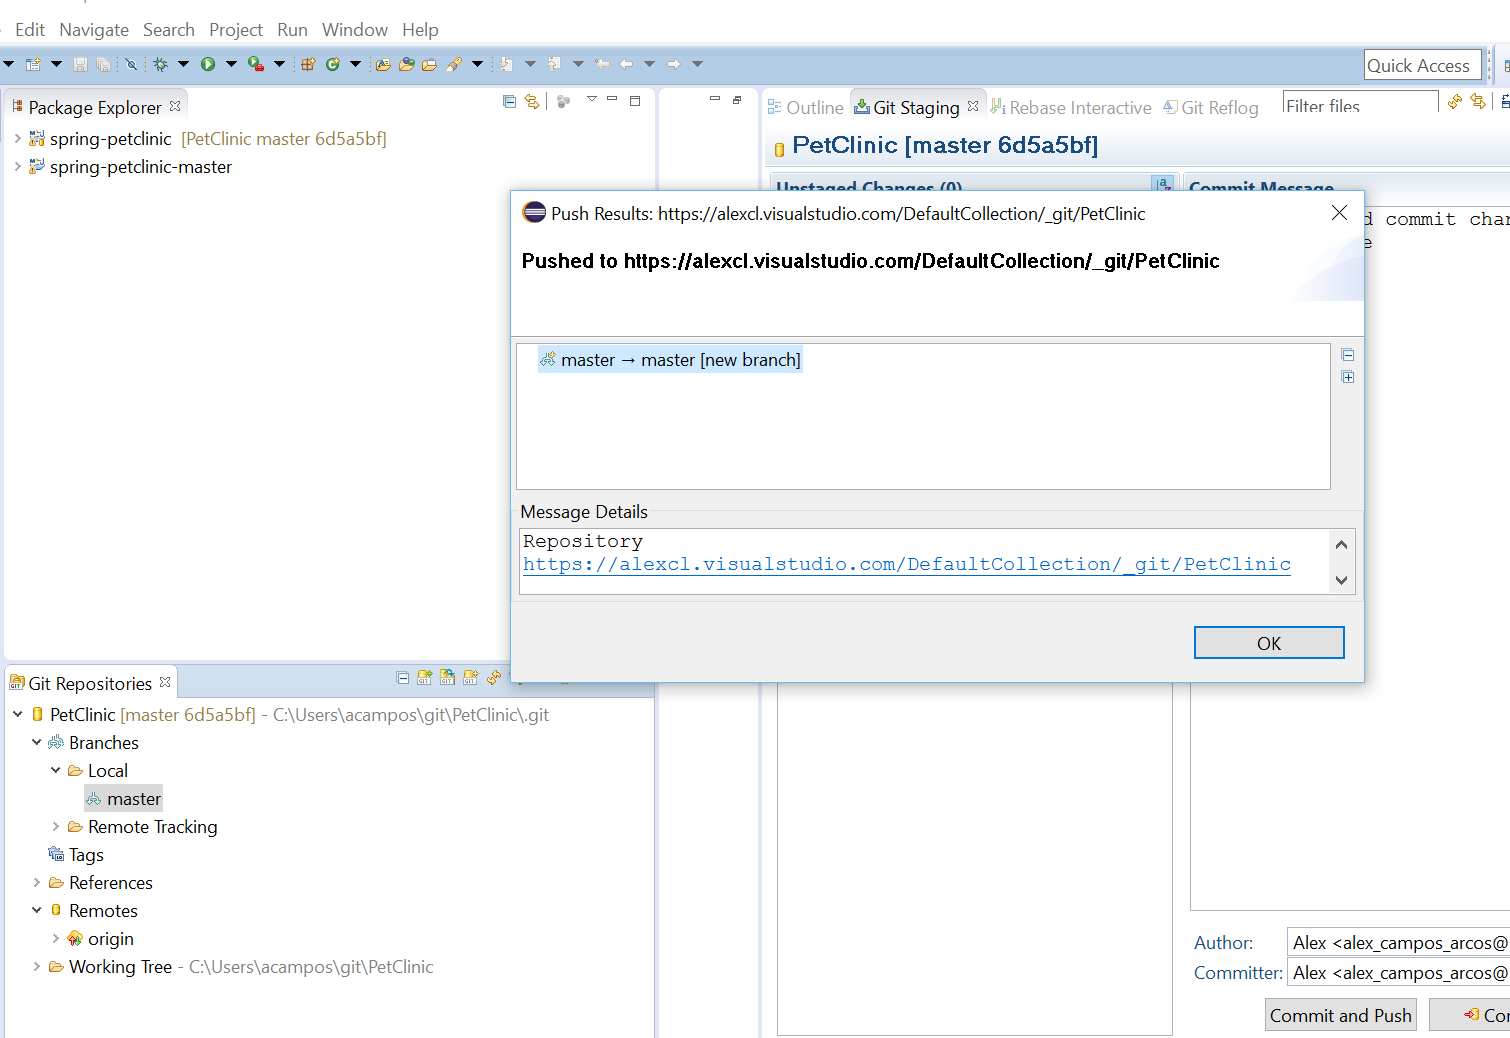 Edit Navigate Search Project Run Window Help
Quick Access
Package Explorer
spring-petclinic [PetClinic master 6d5a5bf]
spring-petclinic-master
Outline Git Staging Rebase Interactive Git Reflog Filter files
PetClinic [master 6d5a5bf]
Unstaged Changes (0) Commit Message
commit
Push Results: https://alexcl.visualstudio.com/DefaultCollection/_git/PetClinic
Pushed to https://alexcl.visualstudio.com/DefaultCollection/_git/PetClinic
master → master [new branch]
Message Details
Repository
https://alexcl.visualstudio.com/DefaultCollection/_git/PetClinic
OK
Git Repositories
PetClinic [master 6d5a5bf] - C:\Users\acampos\git\PetClinic\.git
Branches
Local
master
Remote Tracking
Tags
References
Remotes
origin
Working Tree - C:\Users\acampos\git\PetClinic
Author: Alex <alex_campos_arcos@
Committer: Alex <alex_campos_arcos@
Commit and Push